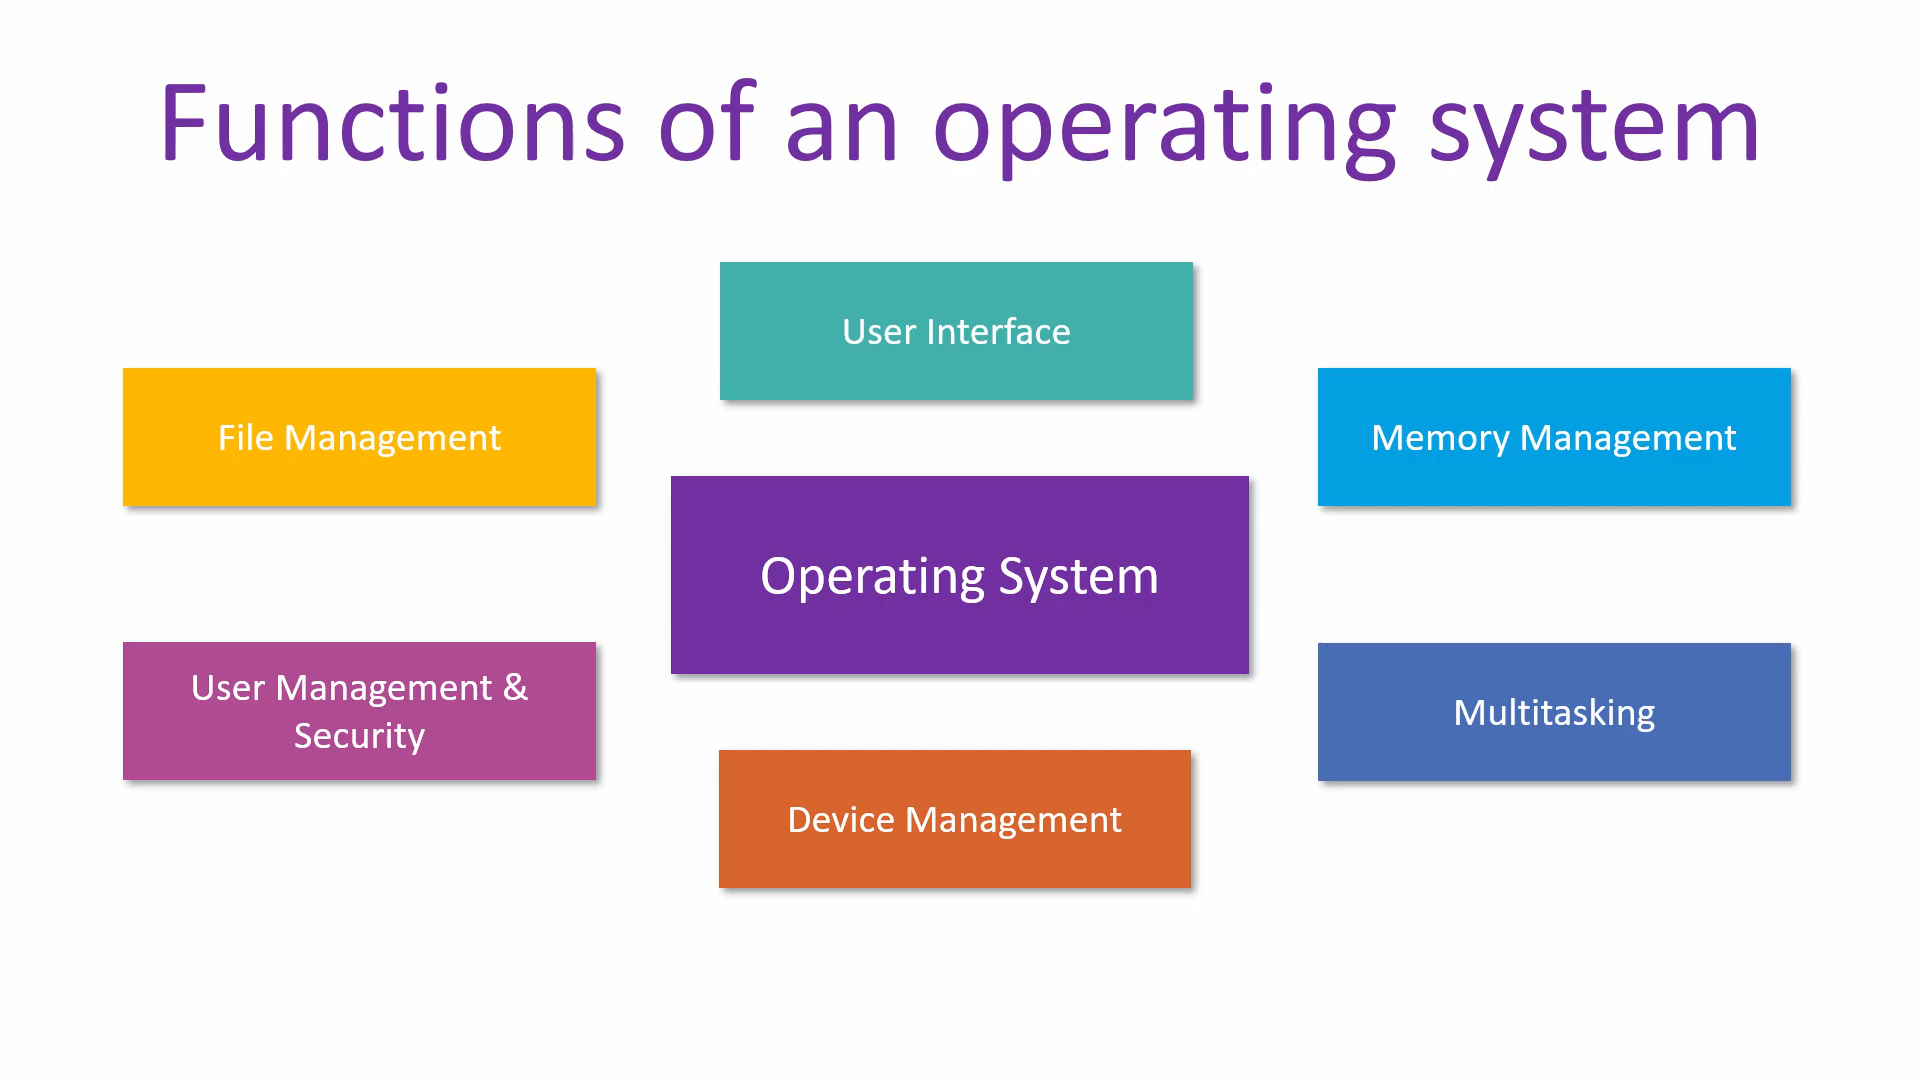 Functions of an operating system
User Interface
File Management
Memory Management
Operating System
User Management &
Security
Multitasking
Device Management